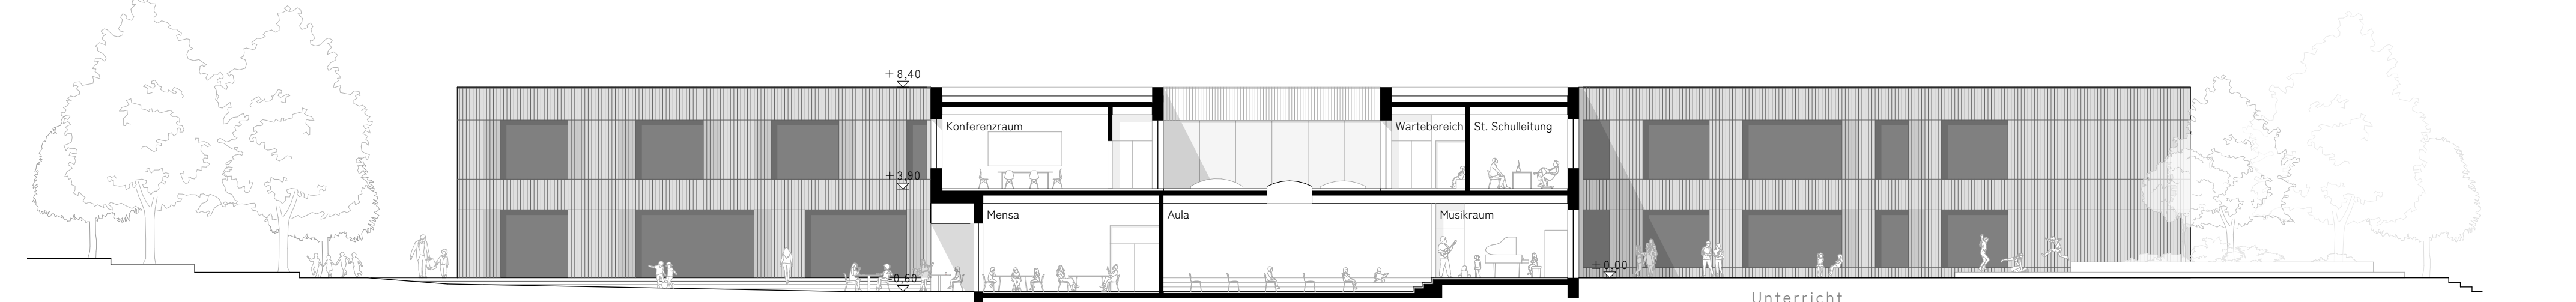 +8,40
Konferenzraum
Wartebereich
St. Schulleitung
+3,90
Mensa
Aula
Musikraum
±0,00
-0,60
Unterricht